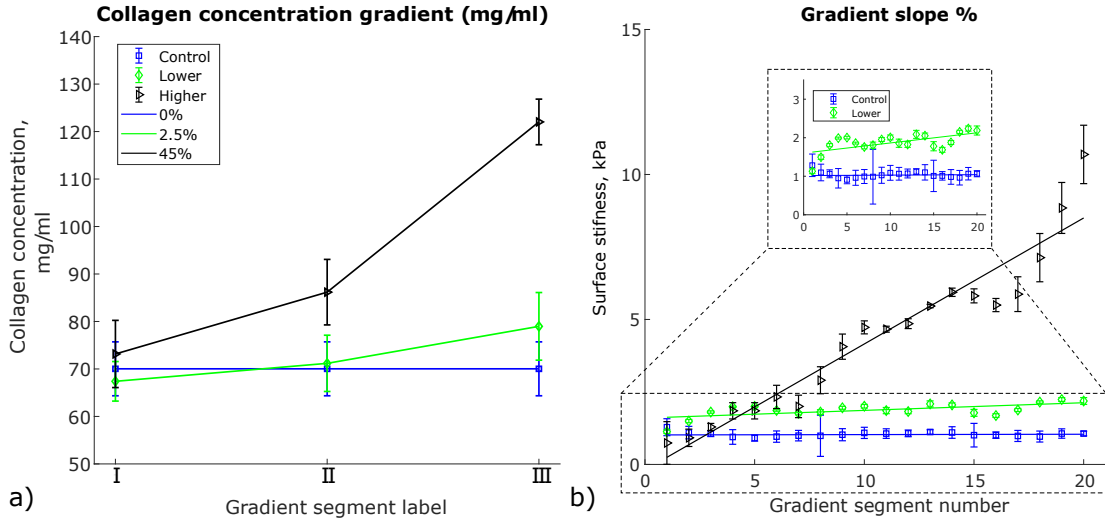 Collagen concentration gradient (mg/ml)
140
130
120
110
100
90
80
70
60
50
Collagen concentration,
mg/ml
Control
Lower
Higher
0%
2.5%
45%
I
II
III
Gradient segment label
a)
Gradient slope %
15
10
5
0
Surface stifness, kPa
Control
Lower
3
2
1
0
0
5
10
15
20
0
5
10
15
20
Gradient segment number
b)